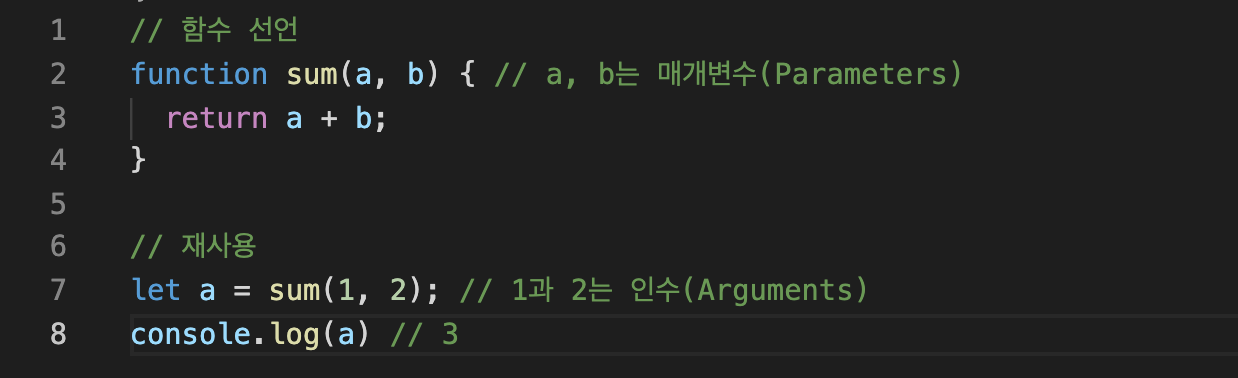 1 // 함수 선언
2 function sum(a, b) { // a, b는 매개변수(Parameters)
3 return a + b;
4 }
5
6 // 재사용
7 let a = sum(1, 2); // 1과 2는 인수(Arguments)
8 console.log(a) // 3